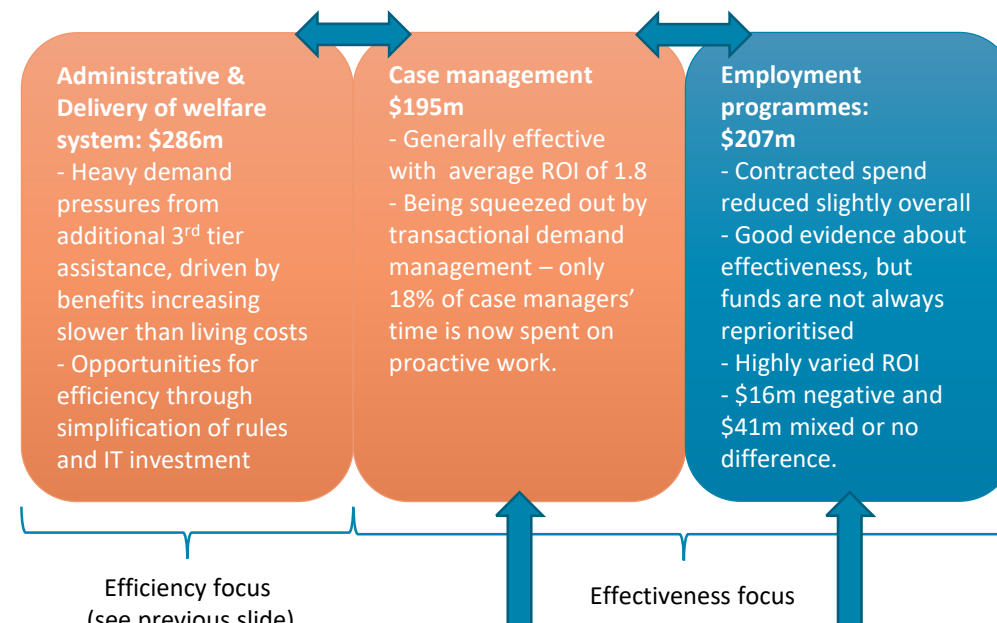 Administrative &
Delivery of welfare
system: $286m
- Heavy demand
pressures from
additional 3rd tier
assistance, driven by
benefits increasing
slower than living costs
- Opportunities for
efficiency through
simplification of rules
and IT investment
Case management
$195m
- Generally effective
with  average ROI of 1.8
- Being squeezed out by
transactional demand
management – only
18% of case managers’
time is now spent on
proactive work.
Employment
programmes:
$207m
- Contracted spend
reduced slightly overall
- Good evidence about
effectiveness, but
funds are not always
reprioritised
- Highly varied ROI
- $16m negative and
$41m mixed or no
difference.
Efficiency focus
(see previous slide)
Effectiveness focus